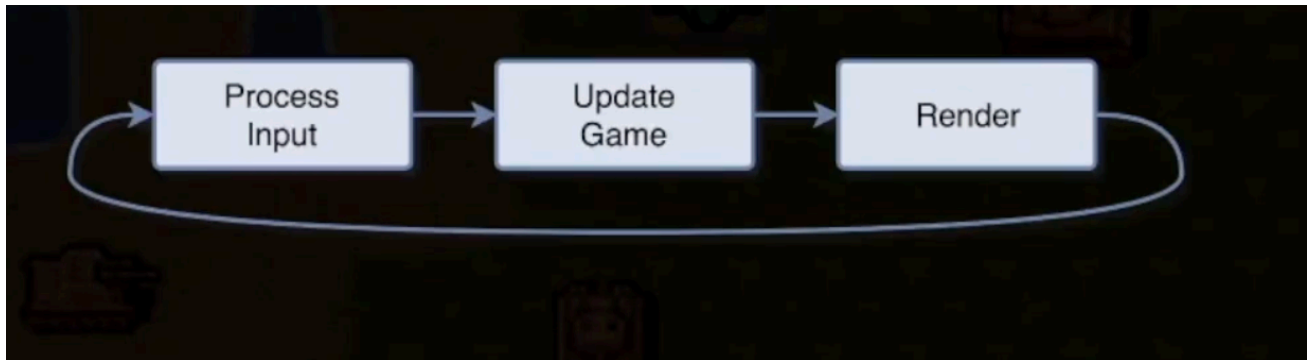 Process
Input
Update
Game
Render